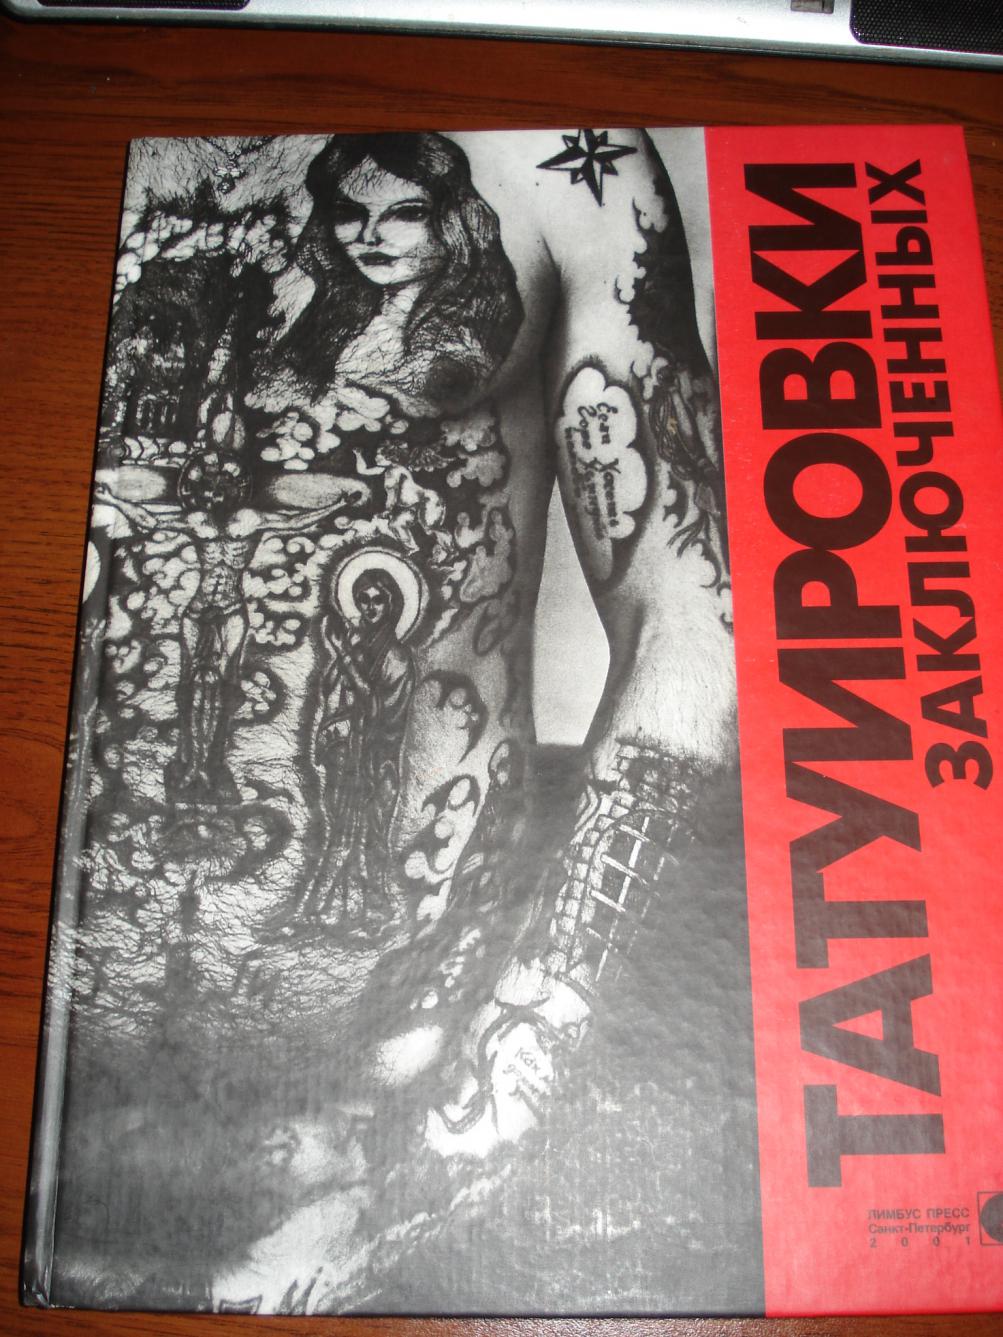 ТАТУИРОВКИ
ЗАКЛЮЧЕННЫХ
ЛИМБУС ПРЕСС
Санкт-Петербург
2001